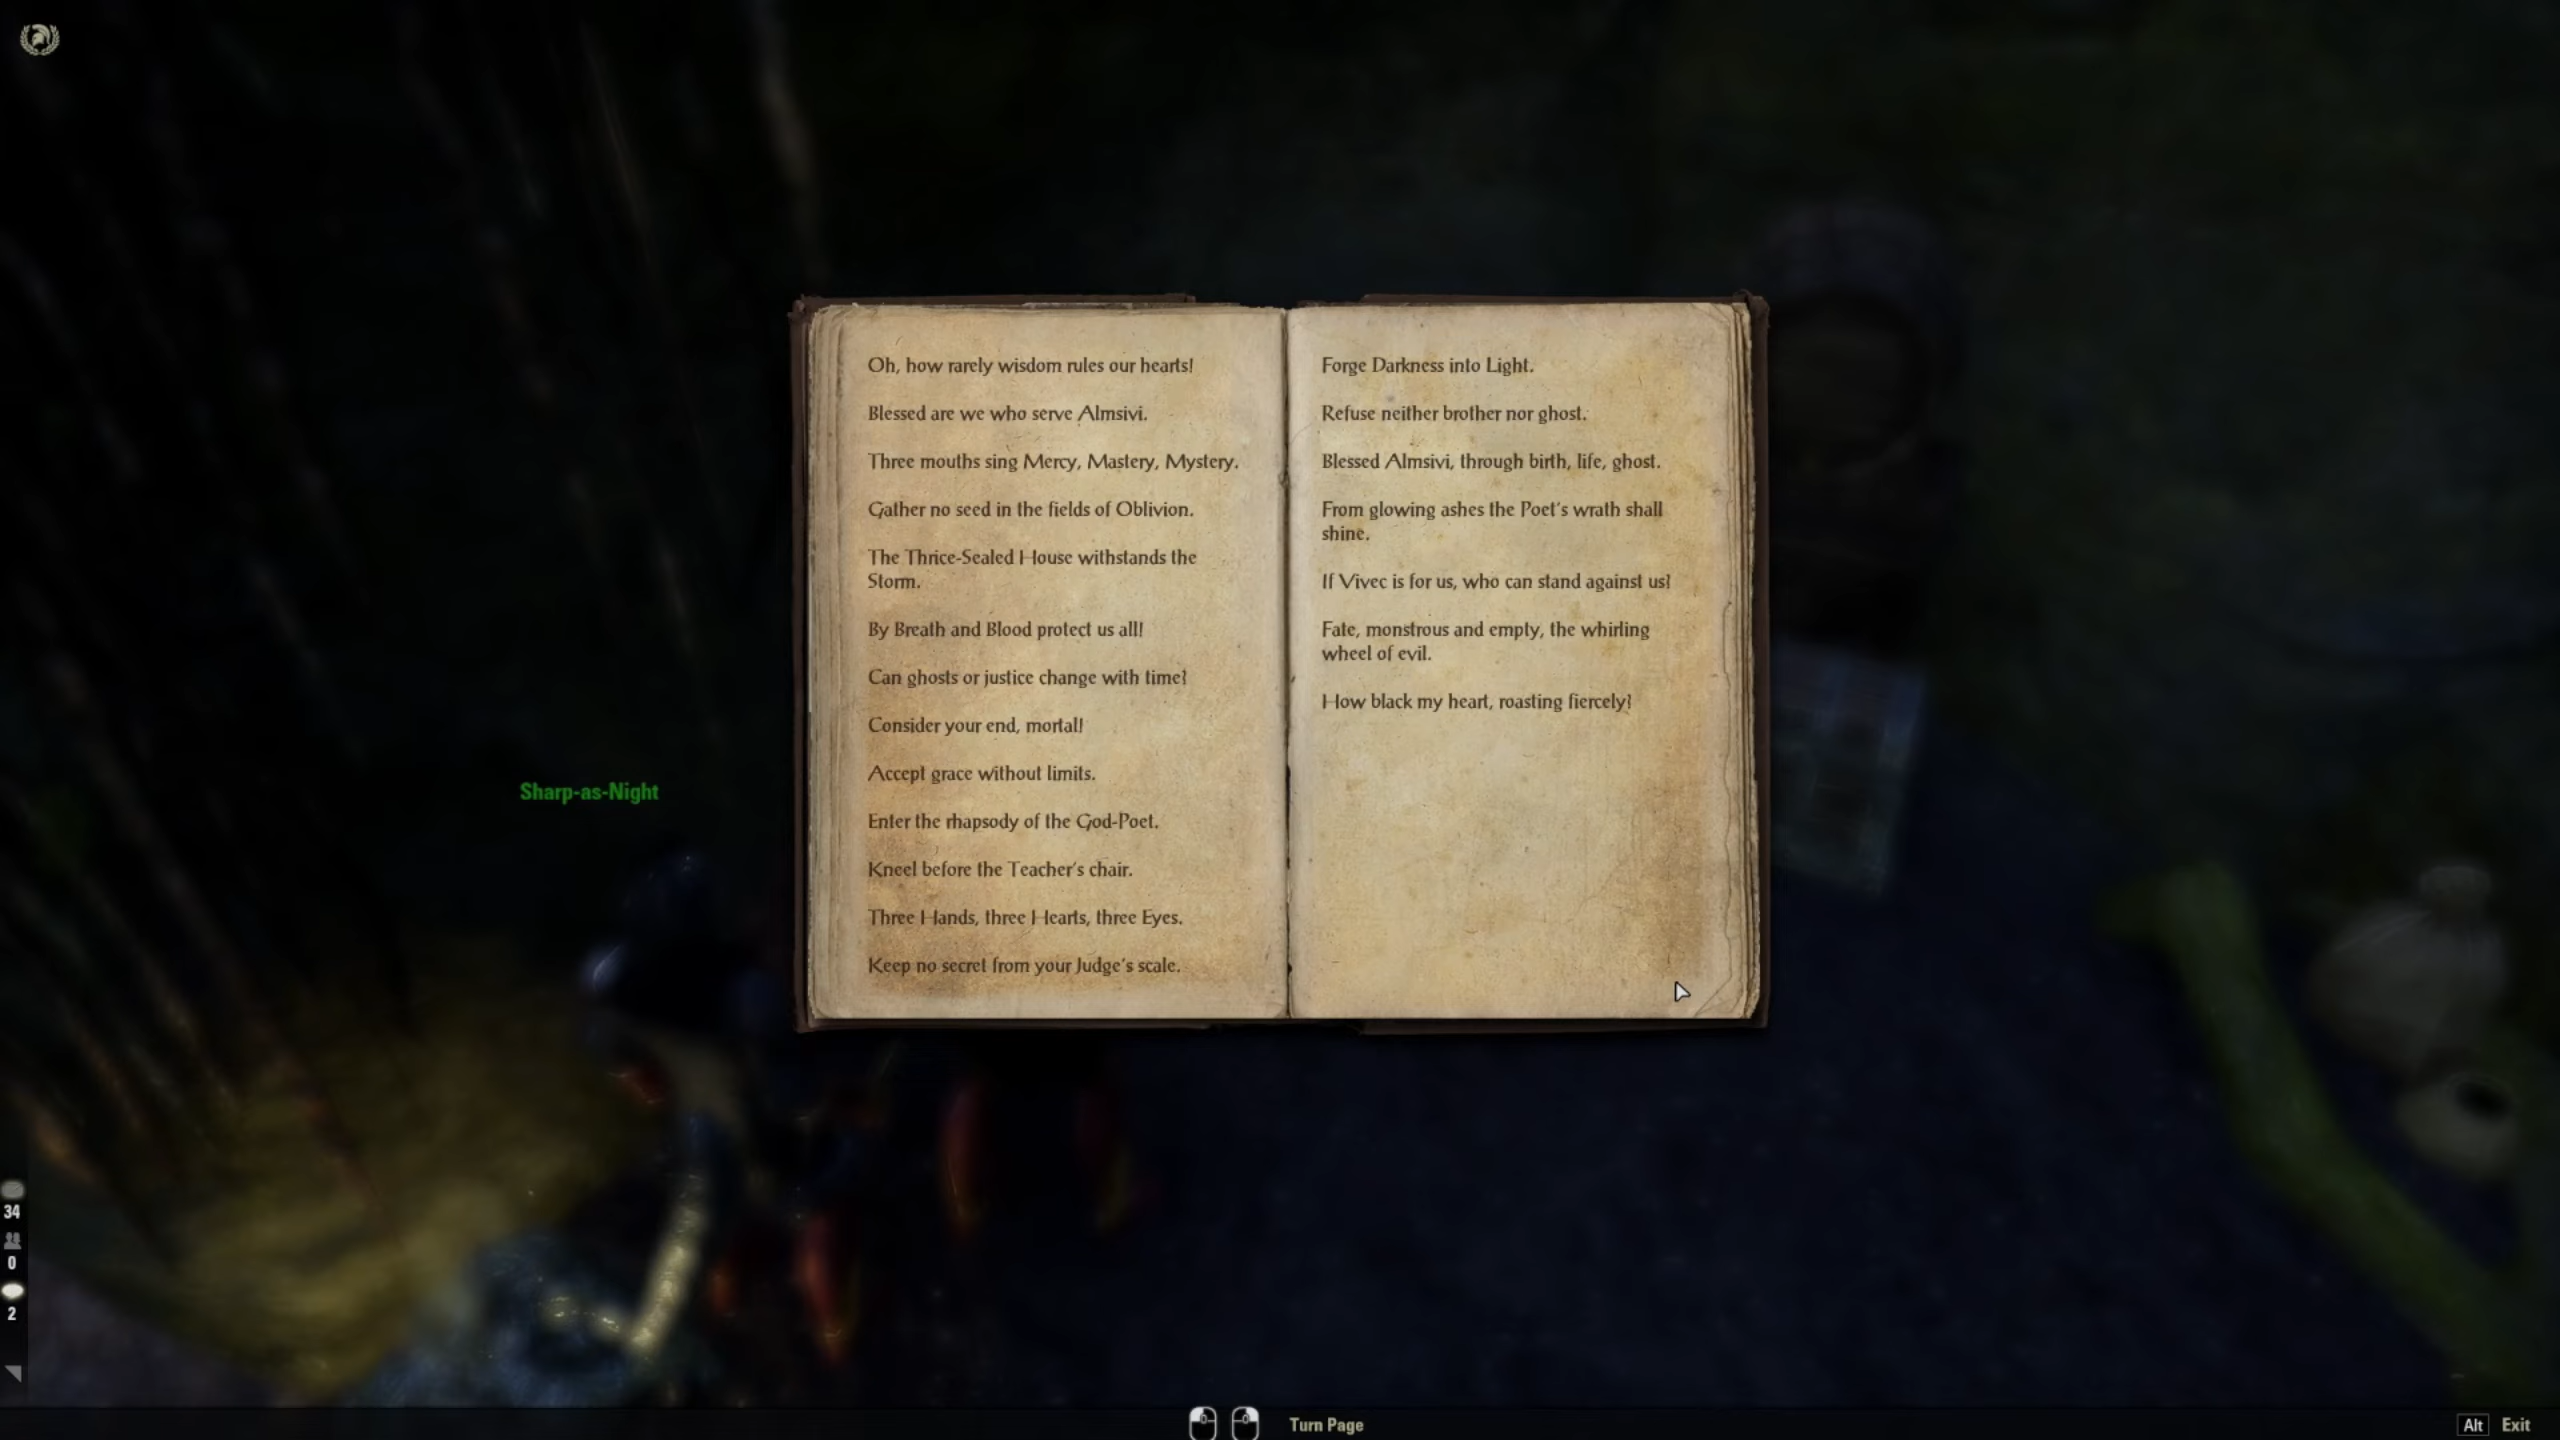 Oh, how rarely wisdom rules our hearts!
Blessed are we who serve Almsivi.
Three mouths sing Mercy, Mastery, Mystery.
Gather no seed in the fields of Oblivion.
The Thrice-Sealed House withstands the
Storm.
By Breath and Blood protect us all!
Can ghosts or justice change with time?
Consider your end, mortal!
Accept grace without limits.
Enter the rhapsody of the God-Poet.
Kneel before the Teacher's chair.
Three Hands, three Hearts, three Eyes.
Keep no secret from your Judge's scale.
Forge Darkness into Light.
Refuse neither brother nor ghost.
Blessed Almsivi, through birth, life, ghost.
From glowing ashes the Poet's wrath shall
shine.
If Vivec is for us, who can stand against us?
Fate, monstrous and empty, the whirling
wheel of evil.
How black my heart, roasting fiercely?
Sharp-as-Night
34
0
2
Turn Page
Alt Exit